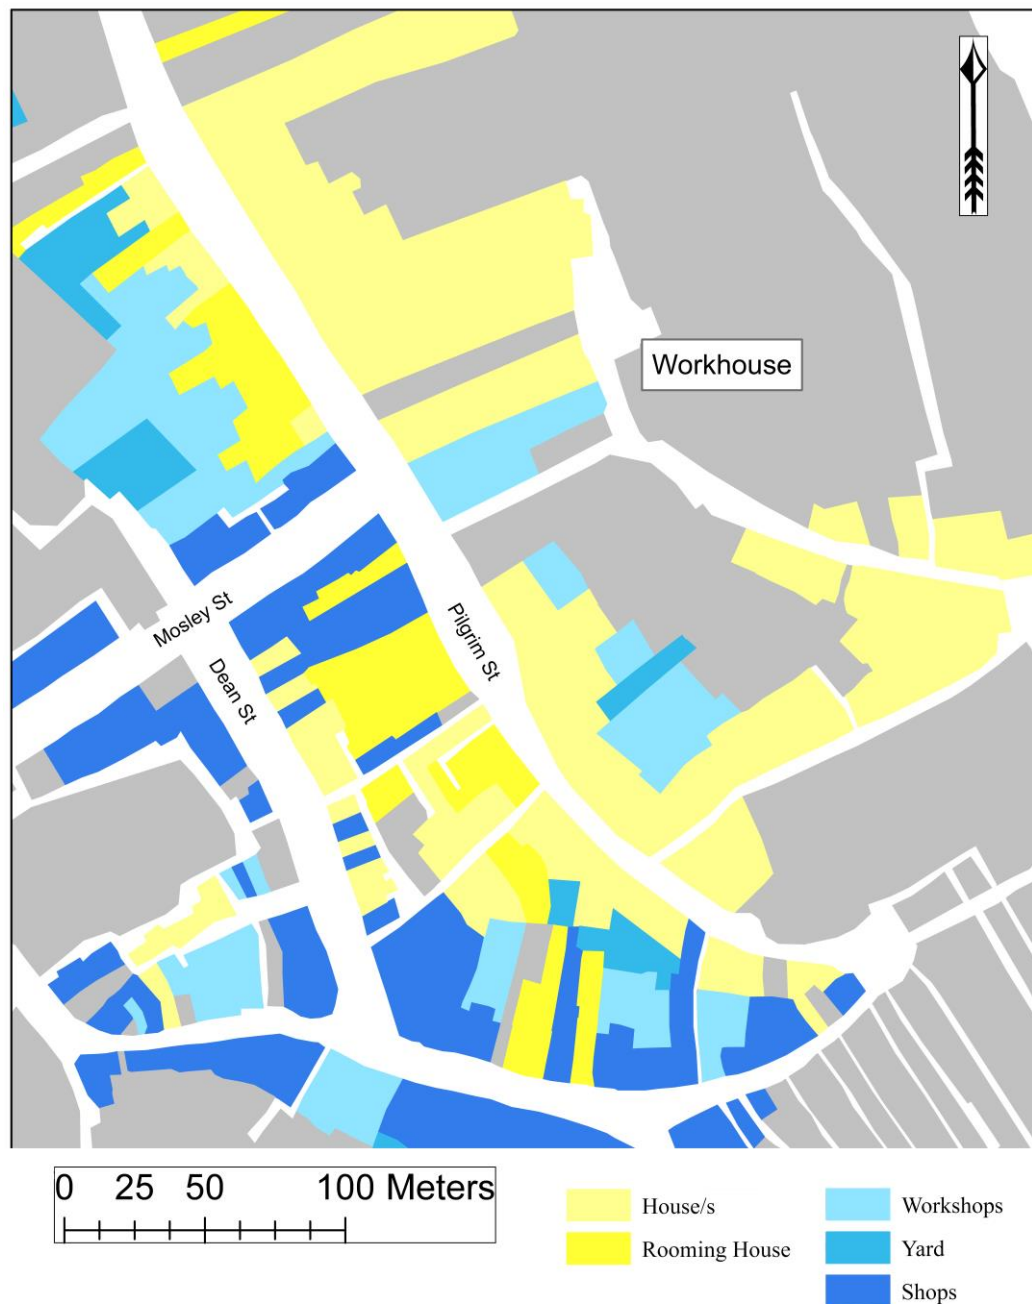 Workhouse
Mosley St
Pilgrim St
Dean St
0 25 50 100 Meters
House/s
Rooming House
Workshops
Yard
Shops